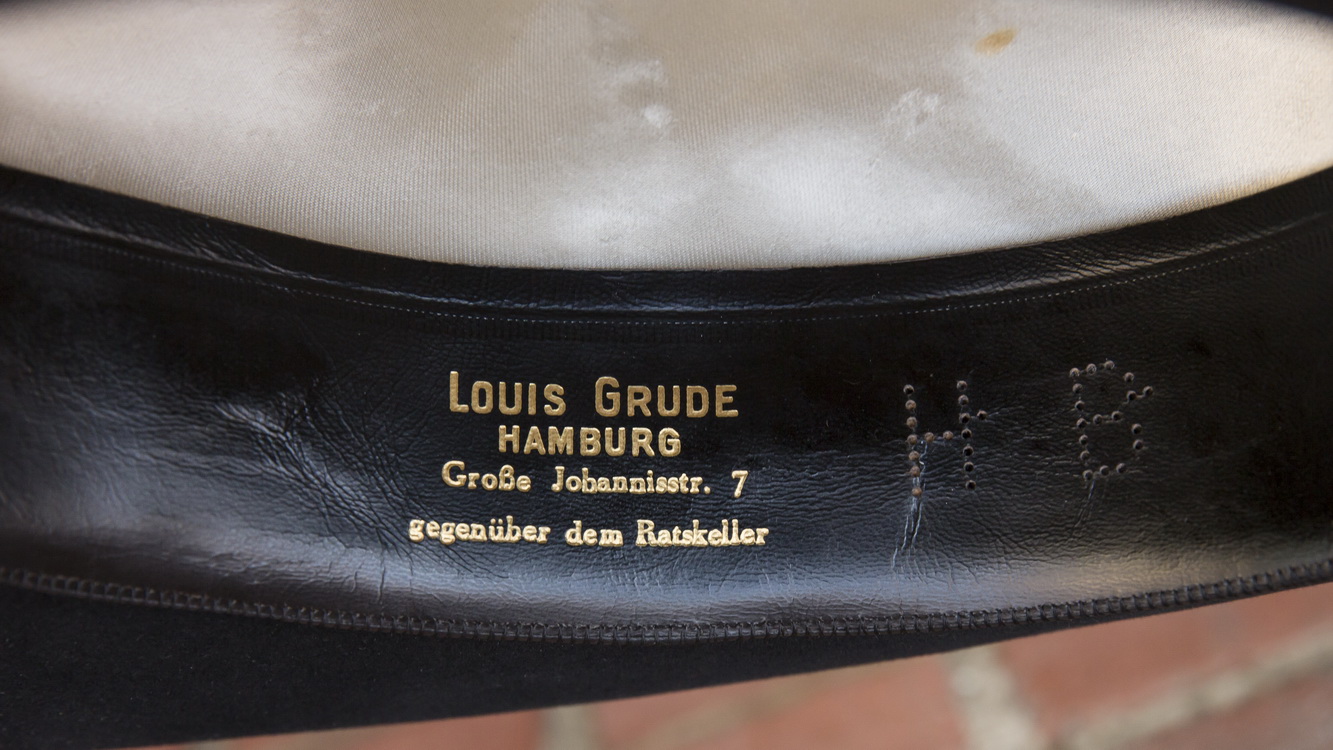 LOUIS GRUDE
HAMBURG
Große Johannisstr. 7
gegenüber dem Ratskeller
H B